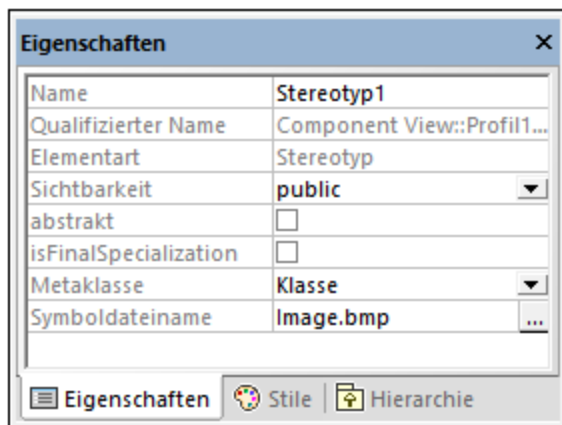 Eigenschaften
Name Stereotyp1
Qualifizierter Name Component View::Profil1...
Elementart Stereotyp
Sichtbarkeit public
abstrakt
isFinalSpecialization
Metaklasse Klasse
Symboldateiname Image.bmp ...
Eigenschaften Stile Hierarchie